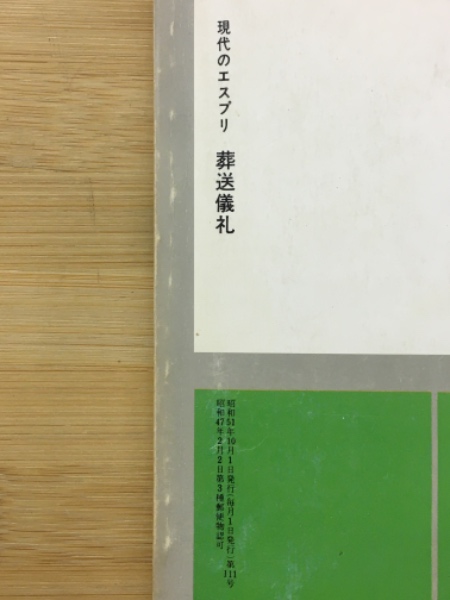 現代のエスプリ 葬送儀礼
昭和51年10月1日発行(毎月1日発行)第111号
昭和47年2月2日第3種郵便物認可